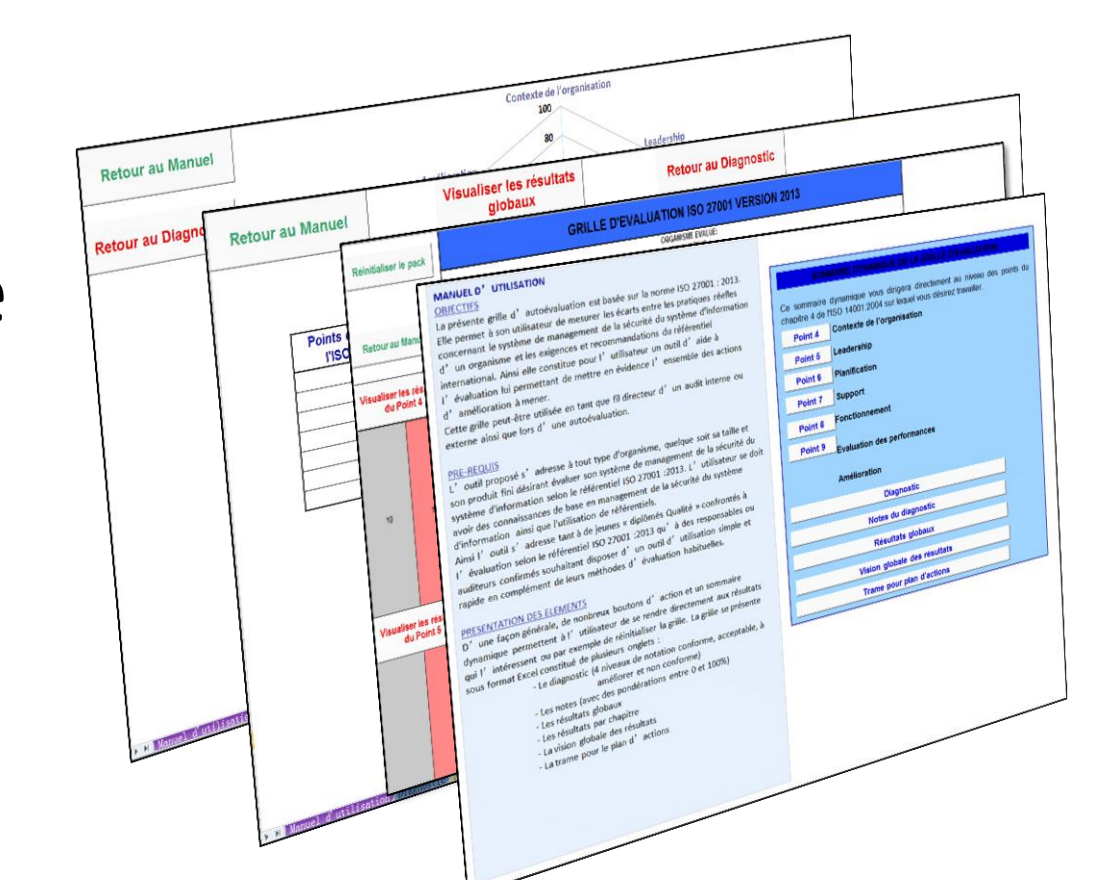 Contexte de l'organisation
100
80
Leadership
Retour au Manuel
Retour au Diagno
Visualiser les résultats
globaux
Retour au Diagnostic
Retour au Manuel
Points
l'ISO
GRILLE D'EVALUATION ISO 27001 VERSION 2013
ORGANISME EVALUE:
Réinitialiser le pack
Retour au Manu
Visualiser les rés
du Point 4
10
Visualiser les rés
du Point 5
MANUEL D' UTILISATION
OBJECTIFS
La présente grille d' autoévaluation est basée sur la norme ISO 27001 : 2013.
Elle permet à son utilisateur de mesurer les écarts entre les pratiques réelles
concernant le système de management de la sécurité du système d'information
d' un organisme et les exigences et recommandations du référentiel
international. Ainsi elle constitue pour l' utilisateur un outil d' aide à
l' évaluation lui permettant de mettre en évidence l' ensemble des actions
d' amélioration à mener.
Cette grille peut-être utilisée en tant que fil directeur d' un audit interne ou
externe ainsi que lors d' une autoévaluation.
PRE-REQUIS
L' outil proposé s' adresse à tout type d'organisme, quelque soit sa taille et
son produit fini désirant évaluer son système de management de la sécurité du
système d'information selon le référentiel ISO 27001 :2013. L' utilisateur se doit
avoir des connaissances de base en management de la sécurité du système
d'information ainsi que l'utilisation de référentiels.
Ainsi l' outil s' adresse tant à de jeunes « diplômés Qualité » confrontés à
l' évaluation selon le référentiel ISO 27001 :2013 qu' à des responsables ou
auditeurs confirmés souhaitant disposer d' un outil d' utilisation simple et
rapide en complément de leurs méthodes d' évaluation habituelles.
PRESENTATION DES ELEMENTS
D' une façon générale, de nombreux boutons d' action et un sommaire
dynamique permettent à l' utilisateur de se rendre directement aux résultats
qui l' intéressent ou par exemple de réinitialiser la grille. La grille se présente
sous format Excel constitué de plusieurs onglets :
- Le diagnostic (4 niveaux de notation conforme, acceptable, à
améliorer et non conforme)
- Les notes (avec des pondérations entre 0 et 100%)
- Les résultats globaux
- Les résultats par chapitre
- La vision globale des résultats
- La trame pour le plan d' actions
SOMMAIRE DYNAMIQUE DE LA GRILLE D'EVALUATION
Ce sommaire dynamique vous dirigera directement au niveau des points du
chapitre 4 de l'ISO 14001:2004 sur lequel vous désirez travailler.
Point 4 Contexte de l'organisation
Point 5 Leadership
Point 6 Planification
Point 7 Support
Point 8 Fonctionnement
Point 9 Evaluation des performances
Amélioration
Diagnostic
Notes du diagnostic
Résultats globaux
Vision globale des résultats
Trame pour plan d'actions
Manuel d'utilisatio
Manuel d'utilisation